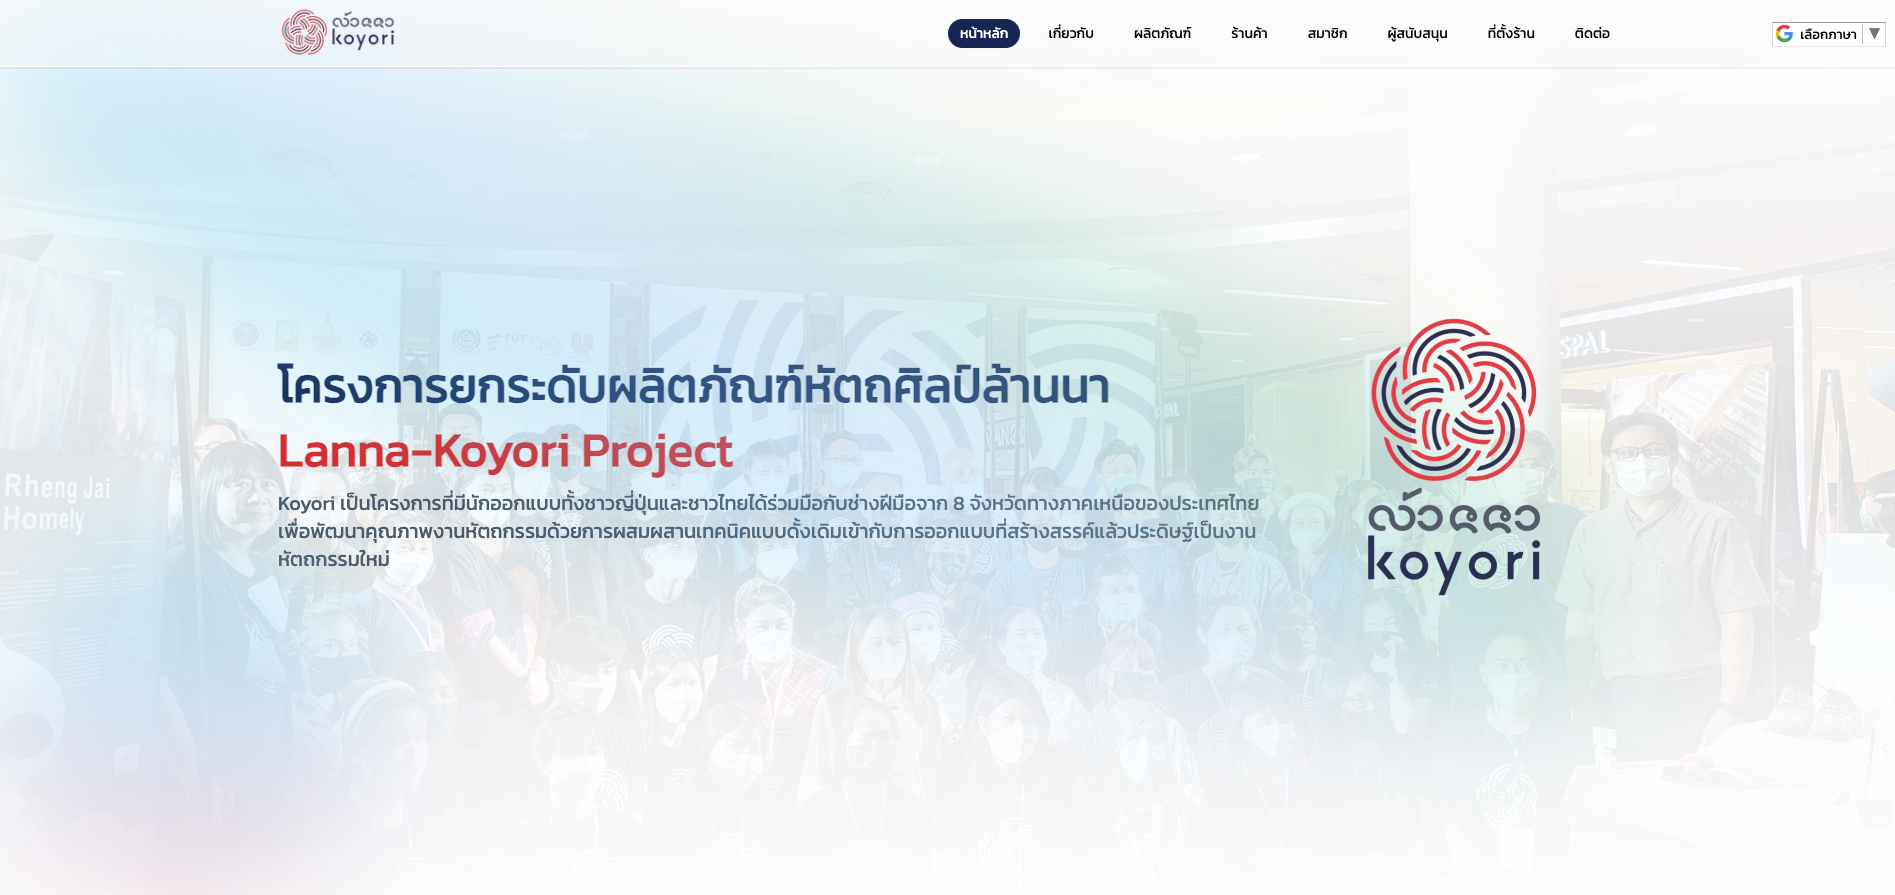 koyori
หน้าหลัก
เกี่ยวกับ
ผลิตภัณฑ์
ร้านค้า
สมาชิก
ผู้สนับสนุน
ที่ตั้งร้าน
ติดต่อ
เลือกภาษา ▼
โครงการยกระดับผลิตภัณฑ์หัตถศิลป์ล้านนา
Lanna-Koyori Project
Koyori เป็นโครงการที่มีนักออกแบบทั้งชาวญี่ปุ่นและชาวไทยได้ร่วมมือกับช่างฝีมือจาก 8 จังหวัดทางภาคเหนือของประเทศไทย
เพื่อพัฒนาคุณภาพงานหัตถกรรมด้วยการผสมผสานเทคนิคแบบดั้งเดิมเข้ากับการออกแบบที่สร้างสรรค์แล้วประดิษฐ์เป็นงาน
หัตถกรรมใหม่
koyori
Rheng Jai
Homely
FUT
SPAL